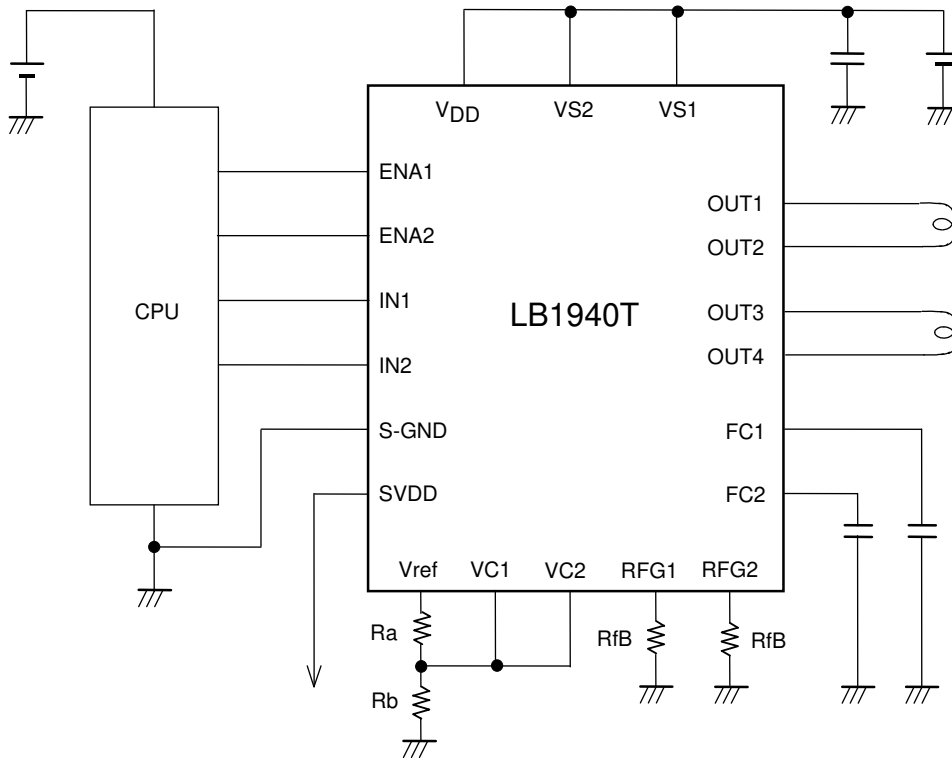 VDD VS2 VS1
ENA1
OUT1
ENA2
OUT2
CPU
IN1
LB1940T
OUT3
IN2
OUT4
S-GND
FC1
SVDD
FC2
Vref VC1 VC2 RFG1 RFG2
Ra
RfB
RfB
Rb